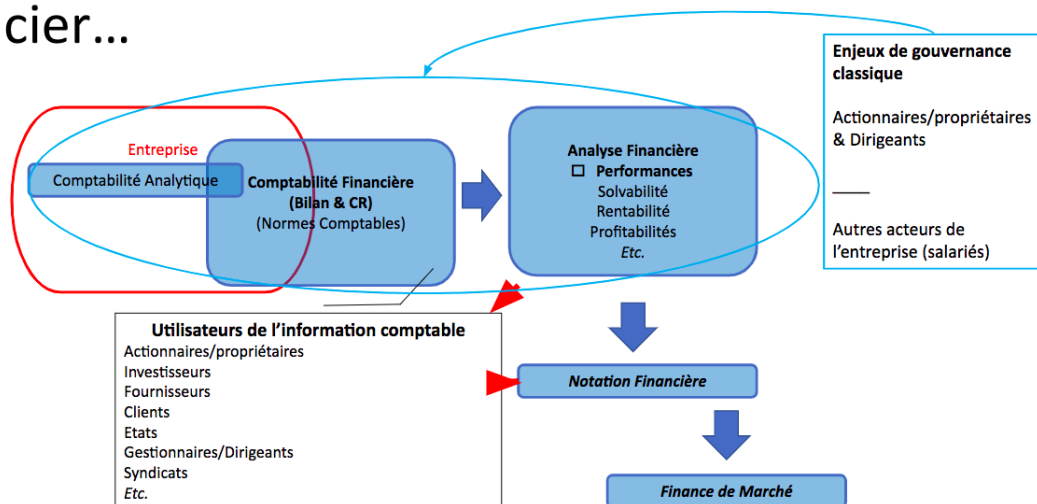 cier...
Entreprise
Comptabilité Analytique
Comptabilité Financière
(Bilan & CR)
(Normes Comptables)
Analyse Financière
☐ Performances
Solvabilité
Rentabilité
Profitabilités
Etc.
Enjeux de gouvernance
classique
Actionnaires/propriétaires
& Dirigeants
___
Autres acteurs de
l'entreprise (salariés)
Utilisateurs de l'information comptable
Actionnaires/propriétaires
Investisseurs
Fournisseurs
Clients
Etats
Gestionnaires/Dirigeants
Syndicats
Etc.
Notation Financière
Finance de Marché